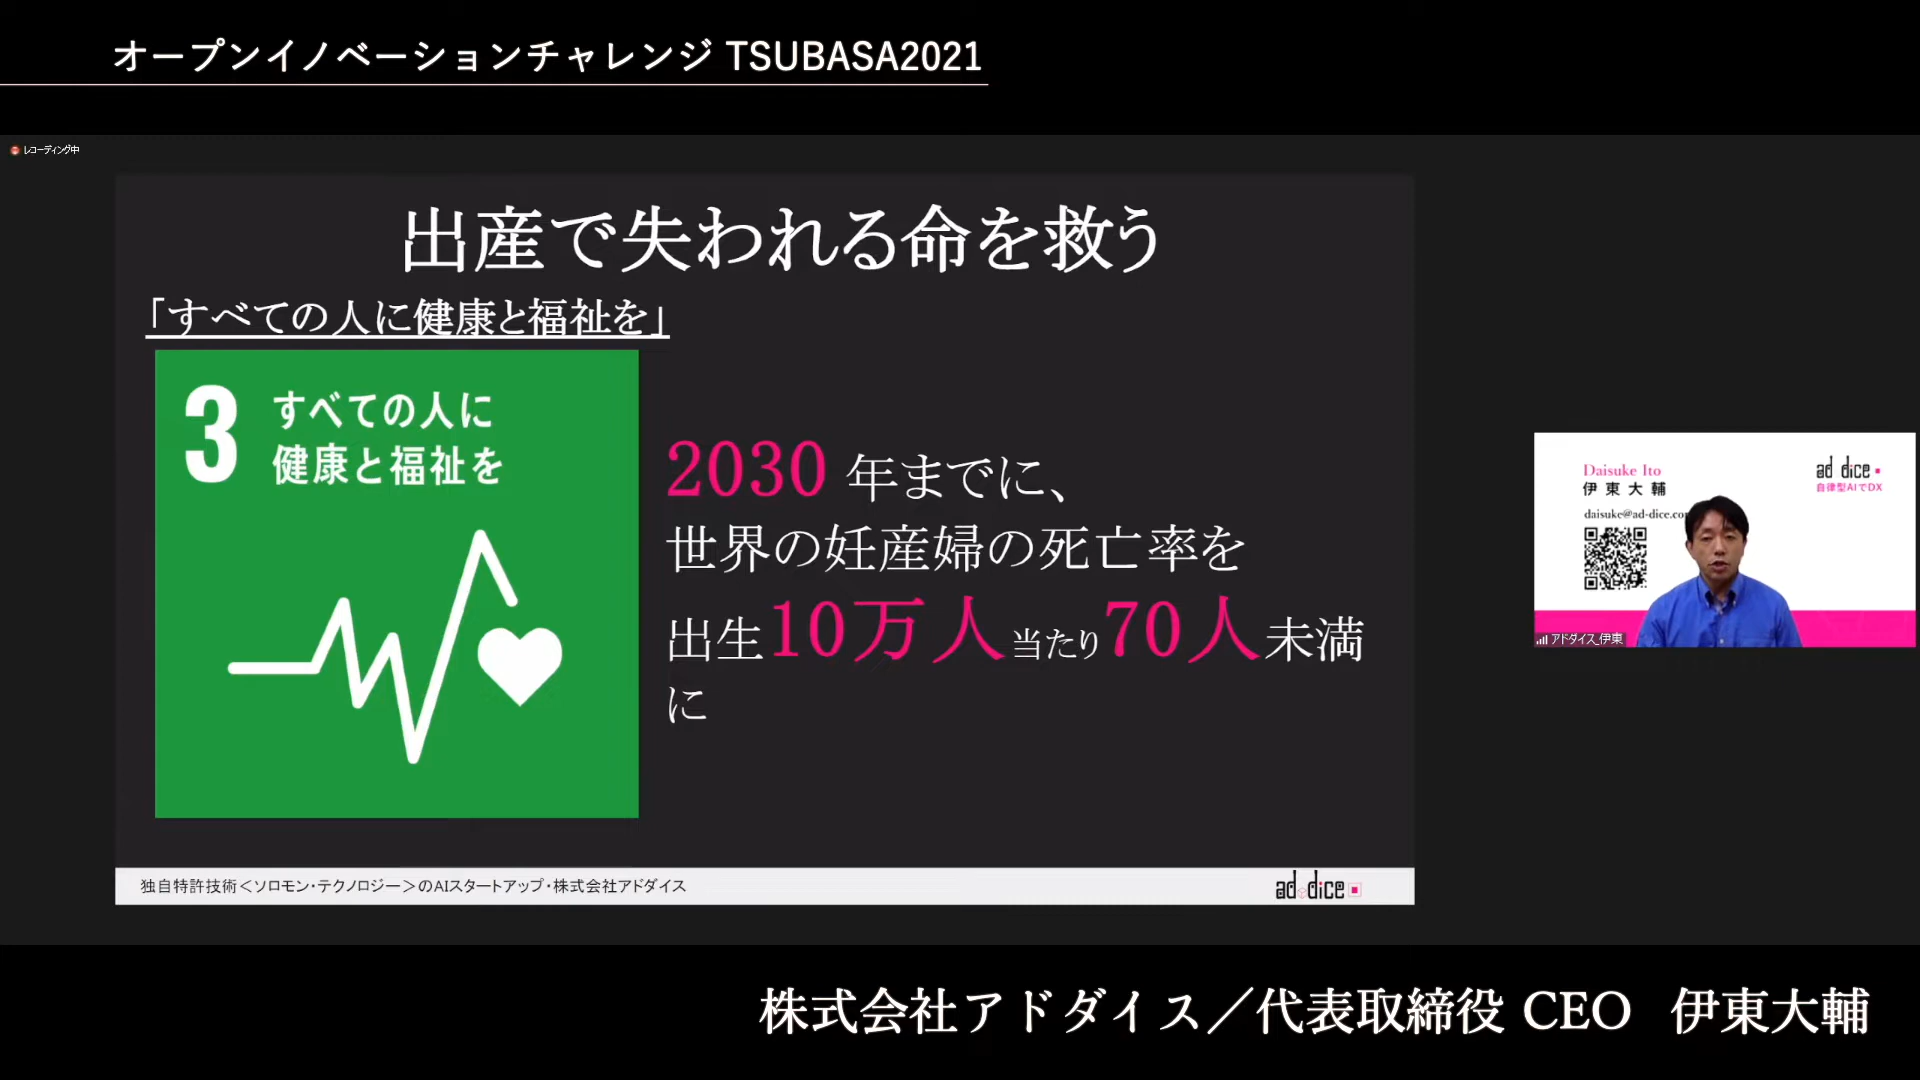 オープンイノベーションチャレンジ TSUBASA2021
レコーディング中
出産で失われる命を救う
「すべての人に健康と福祉を」
3 すべての人に
健康と福祉を
2030 年までに、
世界の妊産婦の死亡率を
出生10万人当たり70人未満
に
独自特許技術＜ソロモン・テクノロジー＞のAIスタートアップ・株式会社アドダイス
ad dice
Daisuke Ito
伊東大輔
daisuke@ad-dice.co
ad dice
自律型AIでDX
アドダイス_伊東
株式会社アドダイス／代表取締役 CEO 伊東大輔